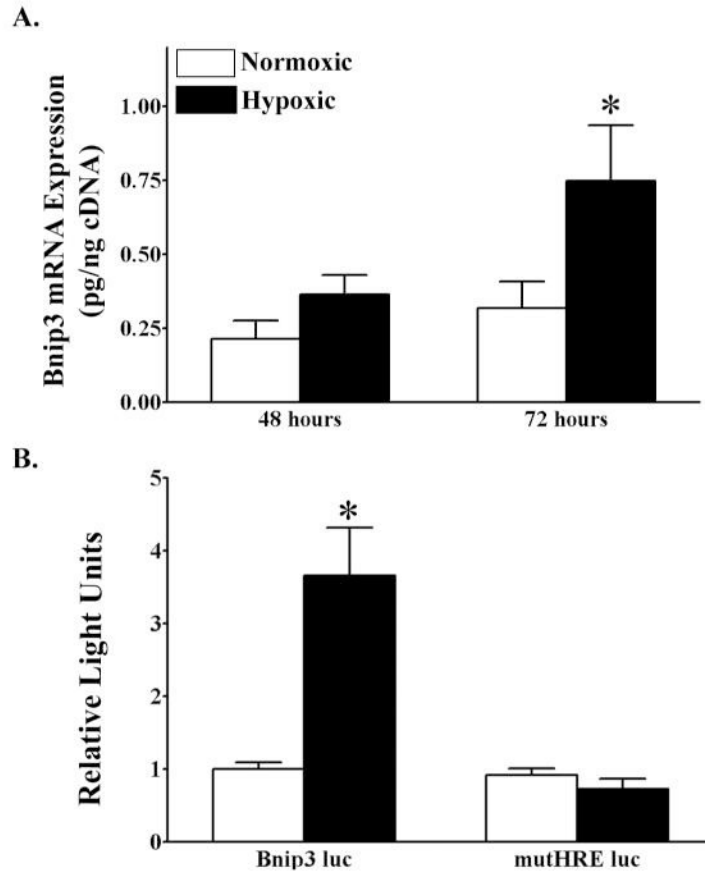 A.
Normoxic
Hypoxic
Bnip3 mRNA Expression
(pg/ng cDNA)
1.00
0.75
0.50
0.25
0.00
*
48 hours
72 hours
B.
Relative Light Units
5
4
3
2
1
0
*
Bnip3 luc
mutHRE luc